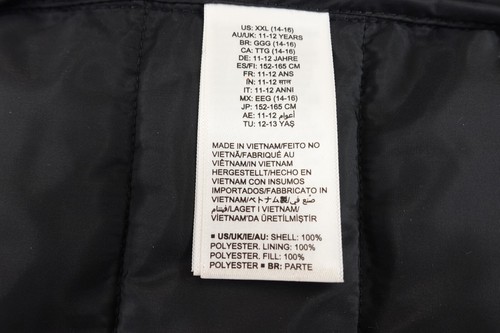 US: XXL (14-16)
AU/UK: 11-12 YEARS
BR: GGG (14-16)
CA: TTG (14-16)
DE: 11-12 JAHRE
ES/FI: 152-165 CM
FR: 11-12 ANS
IN: 11-12 साल
IT: 11-12 ANNI
MX: EEG (14-16)
JP: 152-165 CM
AE: 11-12 أعوام
TU: 12-13 YAŞ
MADE IN VIETNAM/FEITO NO
VIETNÃ/FABRIQUÉ AU
VIÊTNAM/IN VIETNAM
HERGESTELLT/HECHO EN
VIETNAM CON INSUMOS
IMPORTADOS/FABBRICATO IN
VIETNAM/ベトナム製/صُنع في
فيتنام/LAGET I VIETNAM/
VIETNAM'DA ÜRETİLMİŞTİR
■ US/UK/IE/AU: SHELL: 100%
POLYESTER. LINING: 100%
POLYESTER. FILL: 100%
POLYESTER ■ BR: PARTE